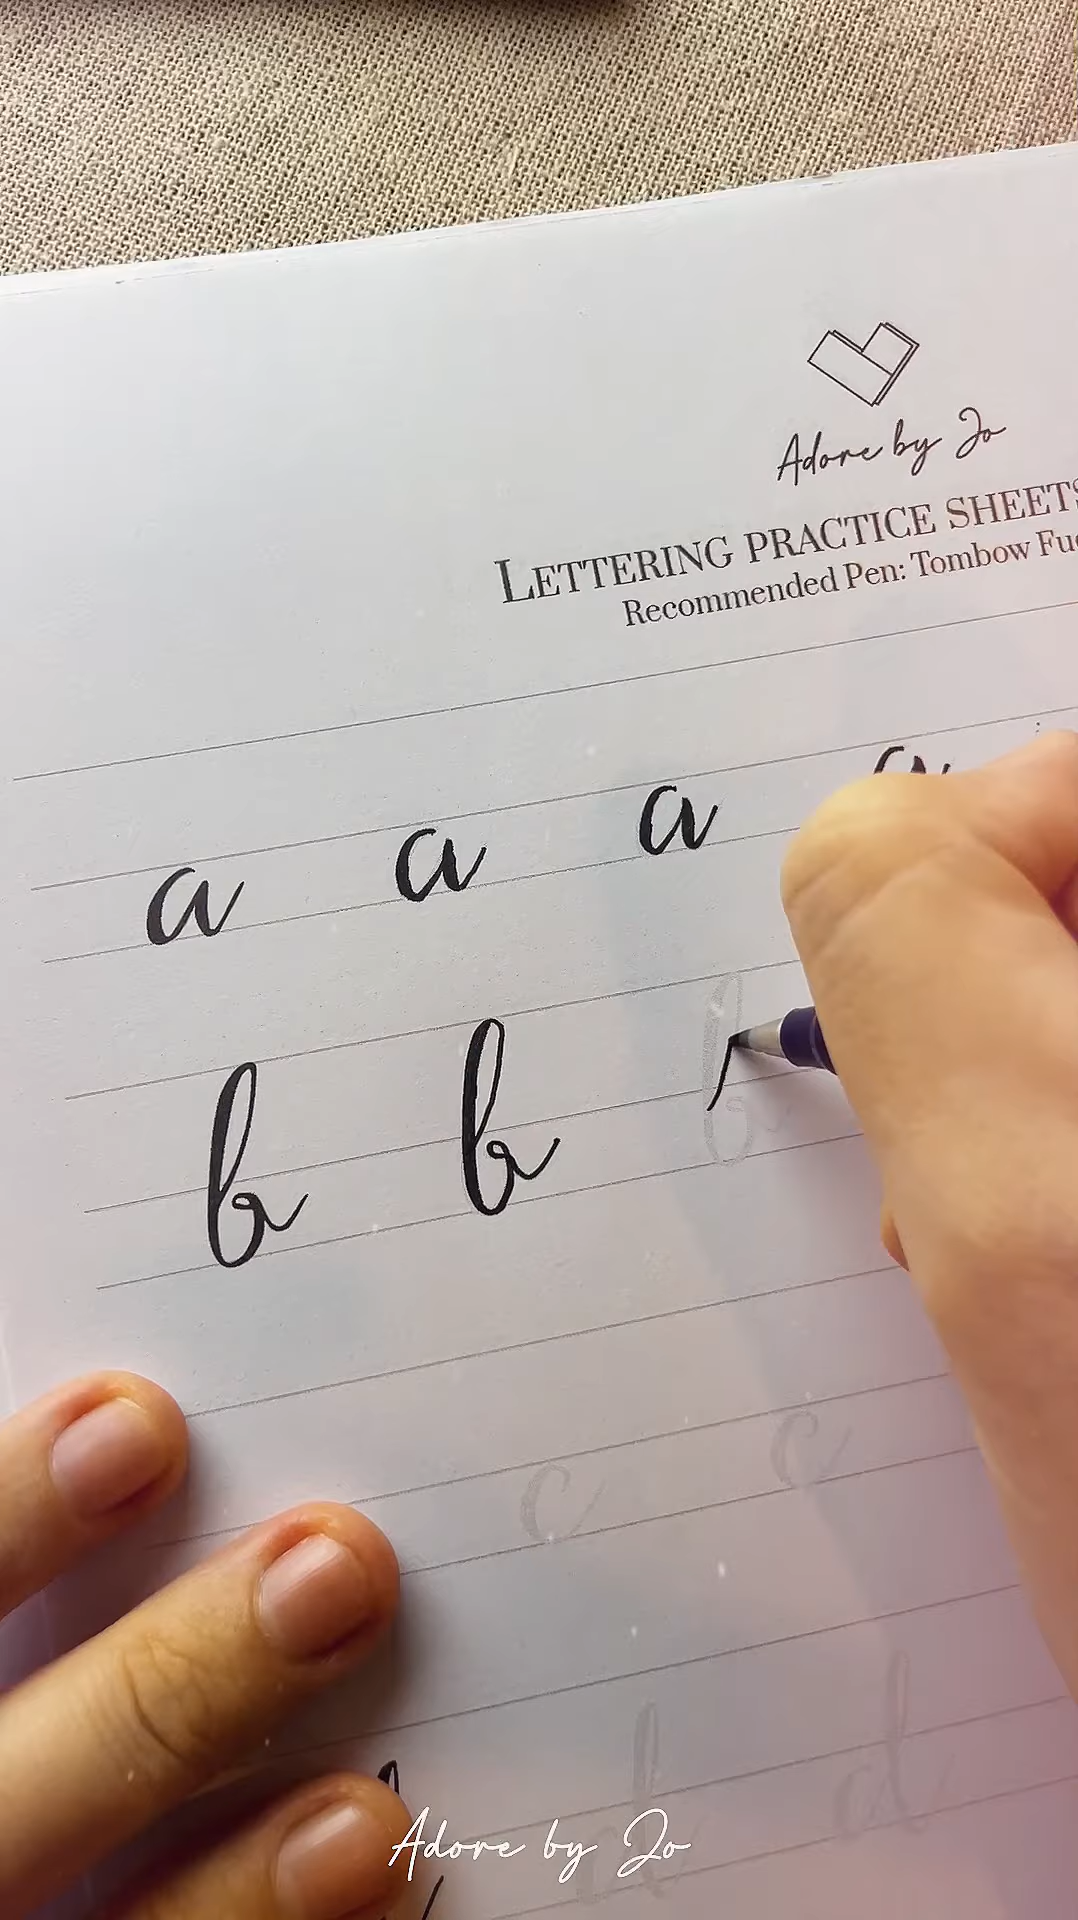 Adore by Jo
LETTERING PRACTICE SHEETS
Recommended Pen: Tombow
a a a a
b b b
c c
d d
Adore by Jo